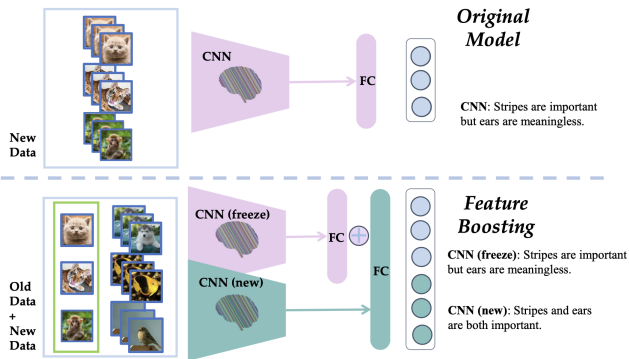 Original
Model
CNN
FC
CNN: Stripes are important
but ears are meaningless.
New
Data
Feature
Boosting
CNN (freeze)
FC
FC
CNN (freeze): Stripes are important
but ears are meaningless.
CNN (new)
CNN (new): Stripes and ears
are both important.
Old
Data
+
New
Data